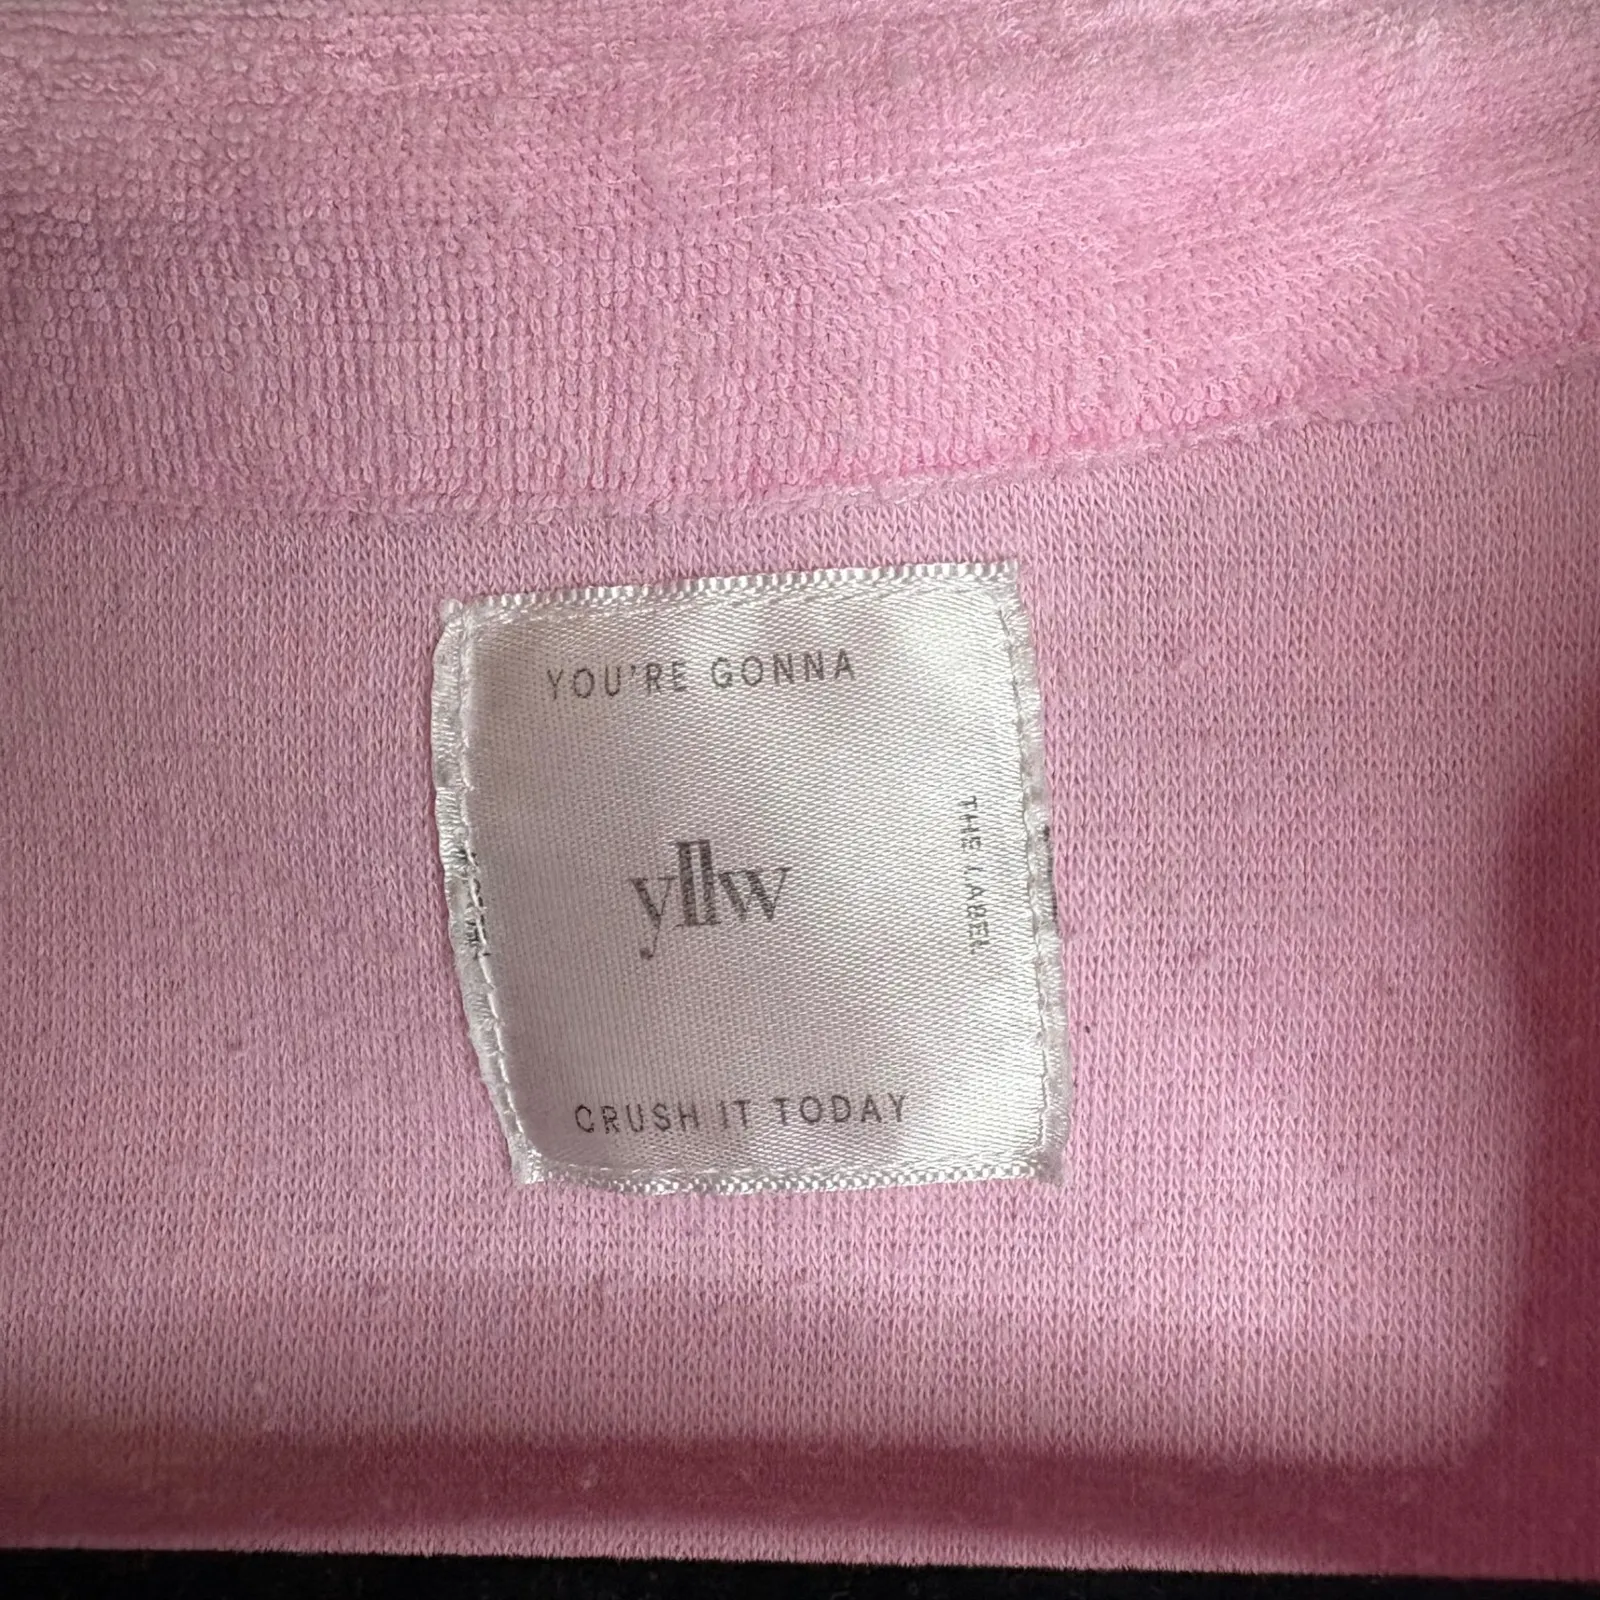 YOU'RE GONNA
yllw
THE LABEL
CRUSH IT TODAY